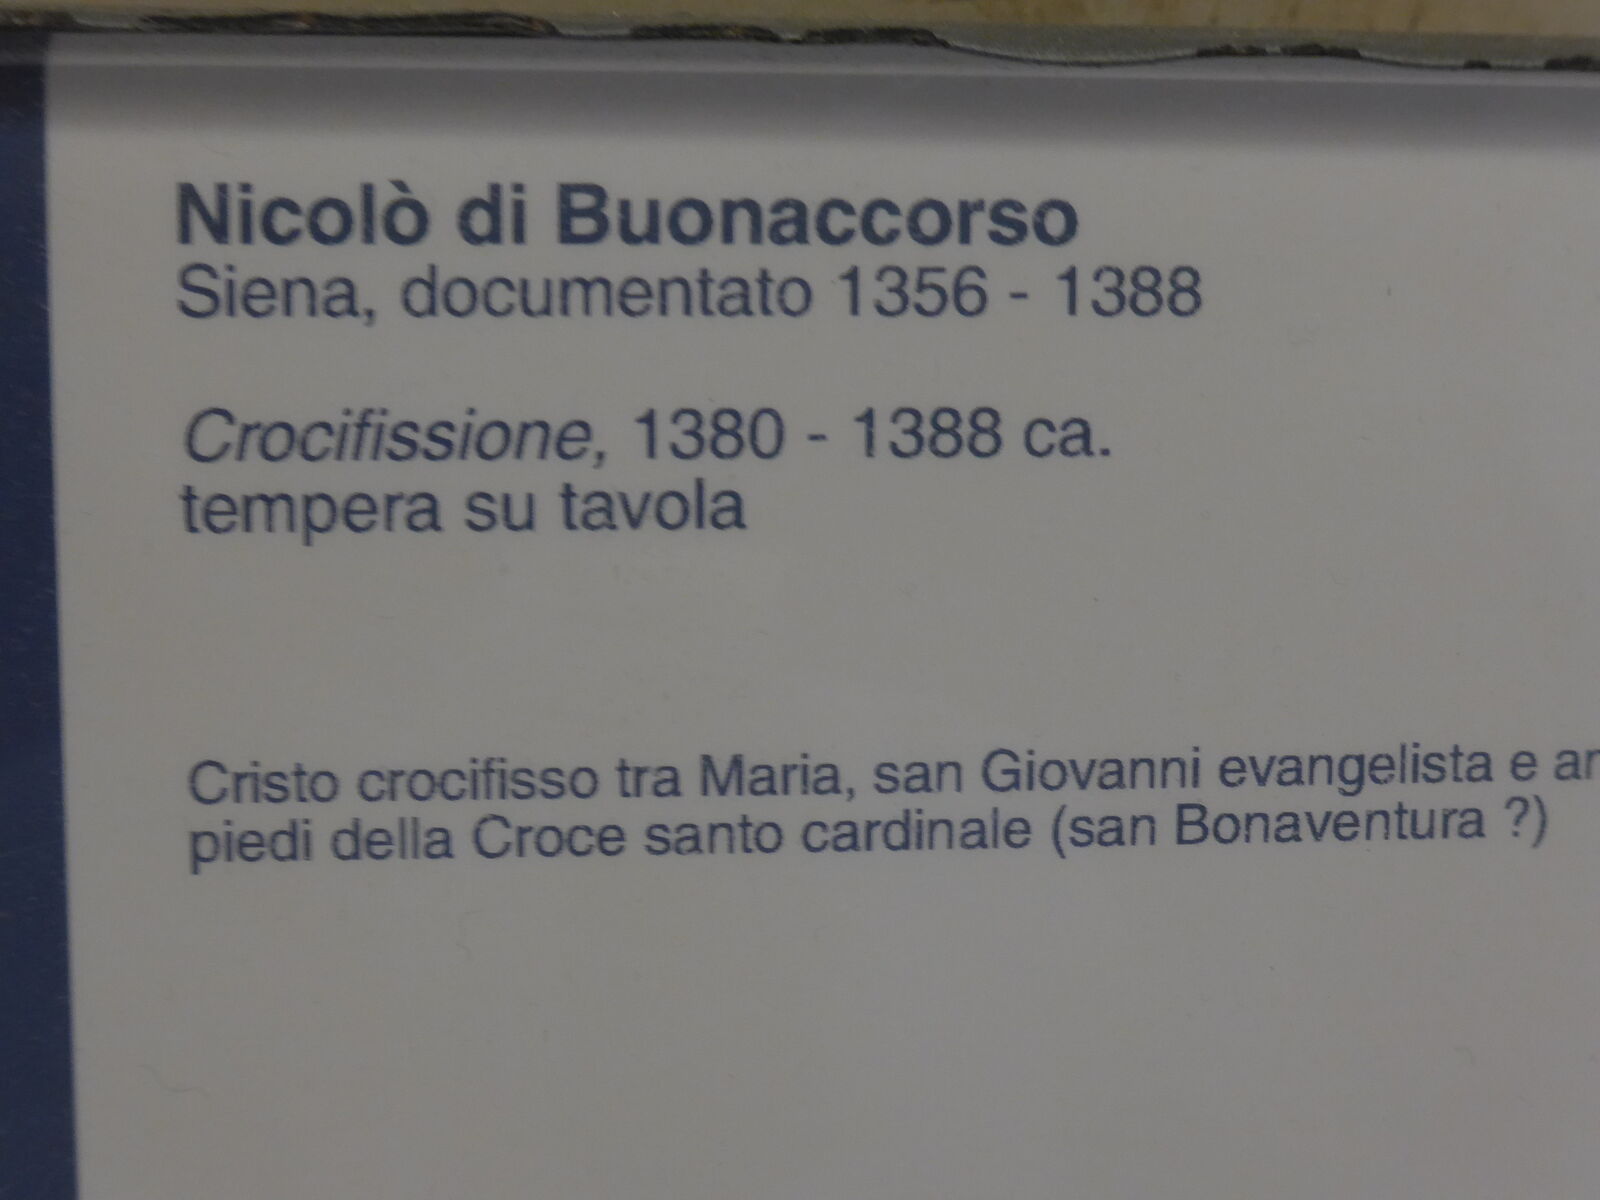 Nicolò di Buonaccorso
Siena, documentato 1356 - 1388
Crocifissione, 1380 - 1388 ca.
tempera su tavola
Cristo crocifisso tra Maria, san Giovanni evangelista e
piedi della Croce santo cardinale (san Bonaventura ?)